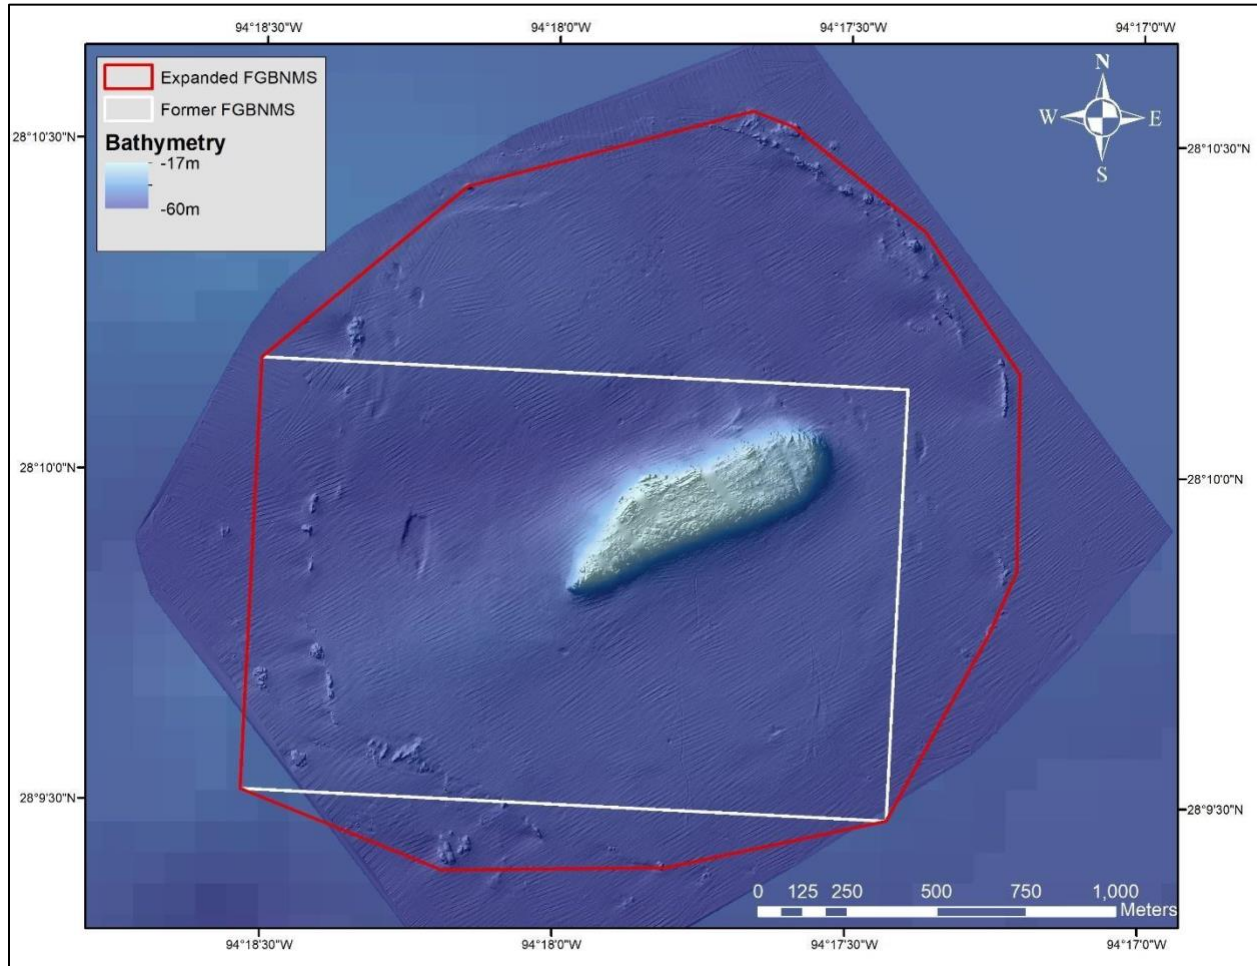 94°18'30"W 94°18'0"W 94°17'30"W 94°17'0"W
Expanded FGBNMS
Former FGBNMS
Bathymetry
-17m
-60m
N
W E
S
28°10'30"N 28°10'30"N
28°10'0"N 28°10'0"N
28°9'30"N 28°9'30"N
0 125 250 500 750 1,000
Meters
94°18'30"W 94°18'0"W 94°17'30"W 94°17'0"W